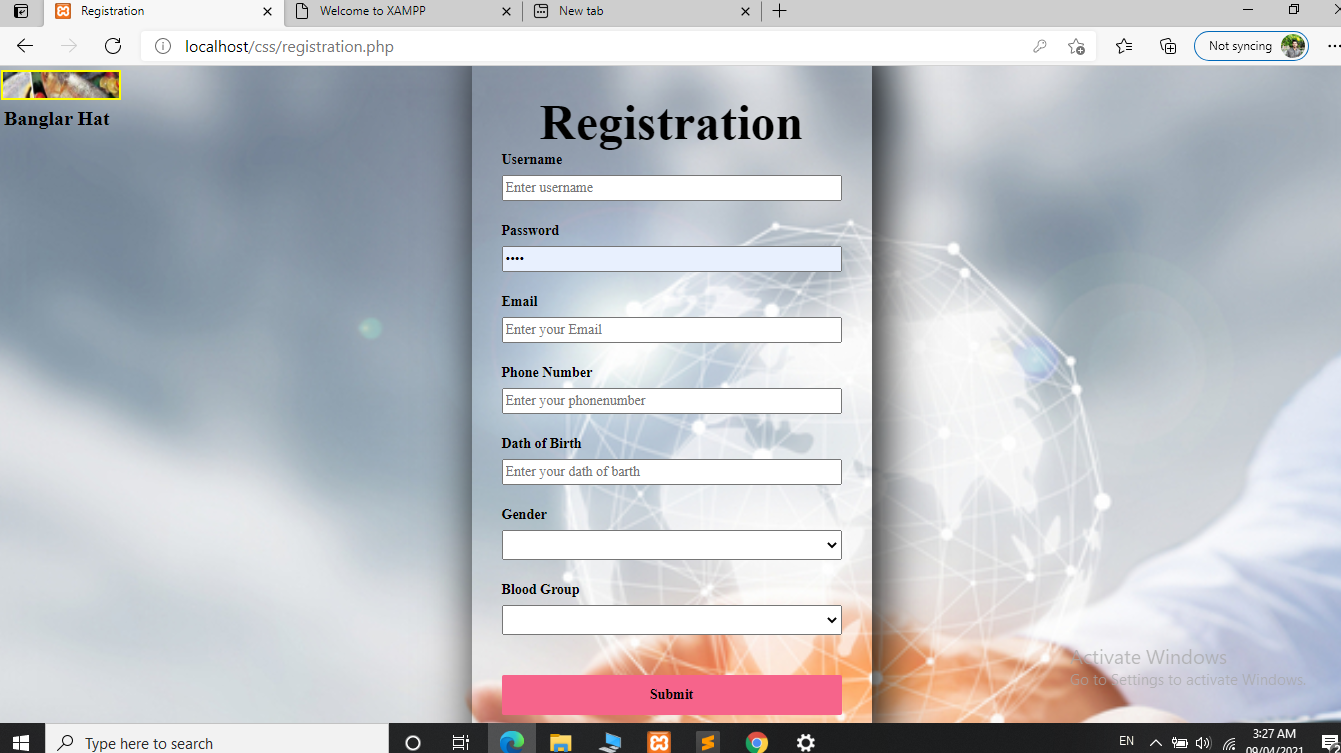 Registration
Welcome to XAMPP
New tab
localhost/css/registration.php
Not syncing
Banglar Hat
Registration
Username
Enter username
Password
••••
Email
Enter your Email
Phone Number
Enter your phonenumber
Dath of Birth
Enter your dath of barth
Gender
Blood Group
Submit
Activate Windows
Go to Settings to activate Windows.
Type here to search
EN
3:27 AM
09/04/2021